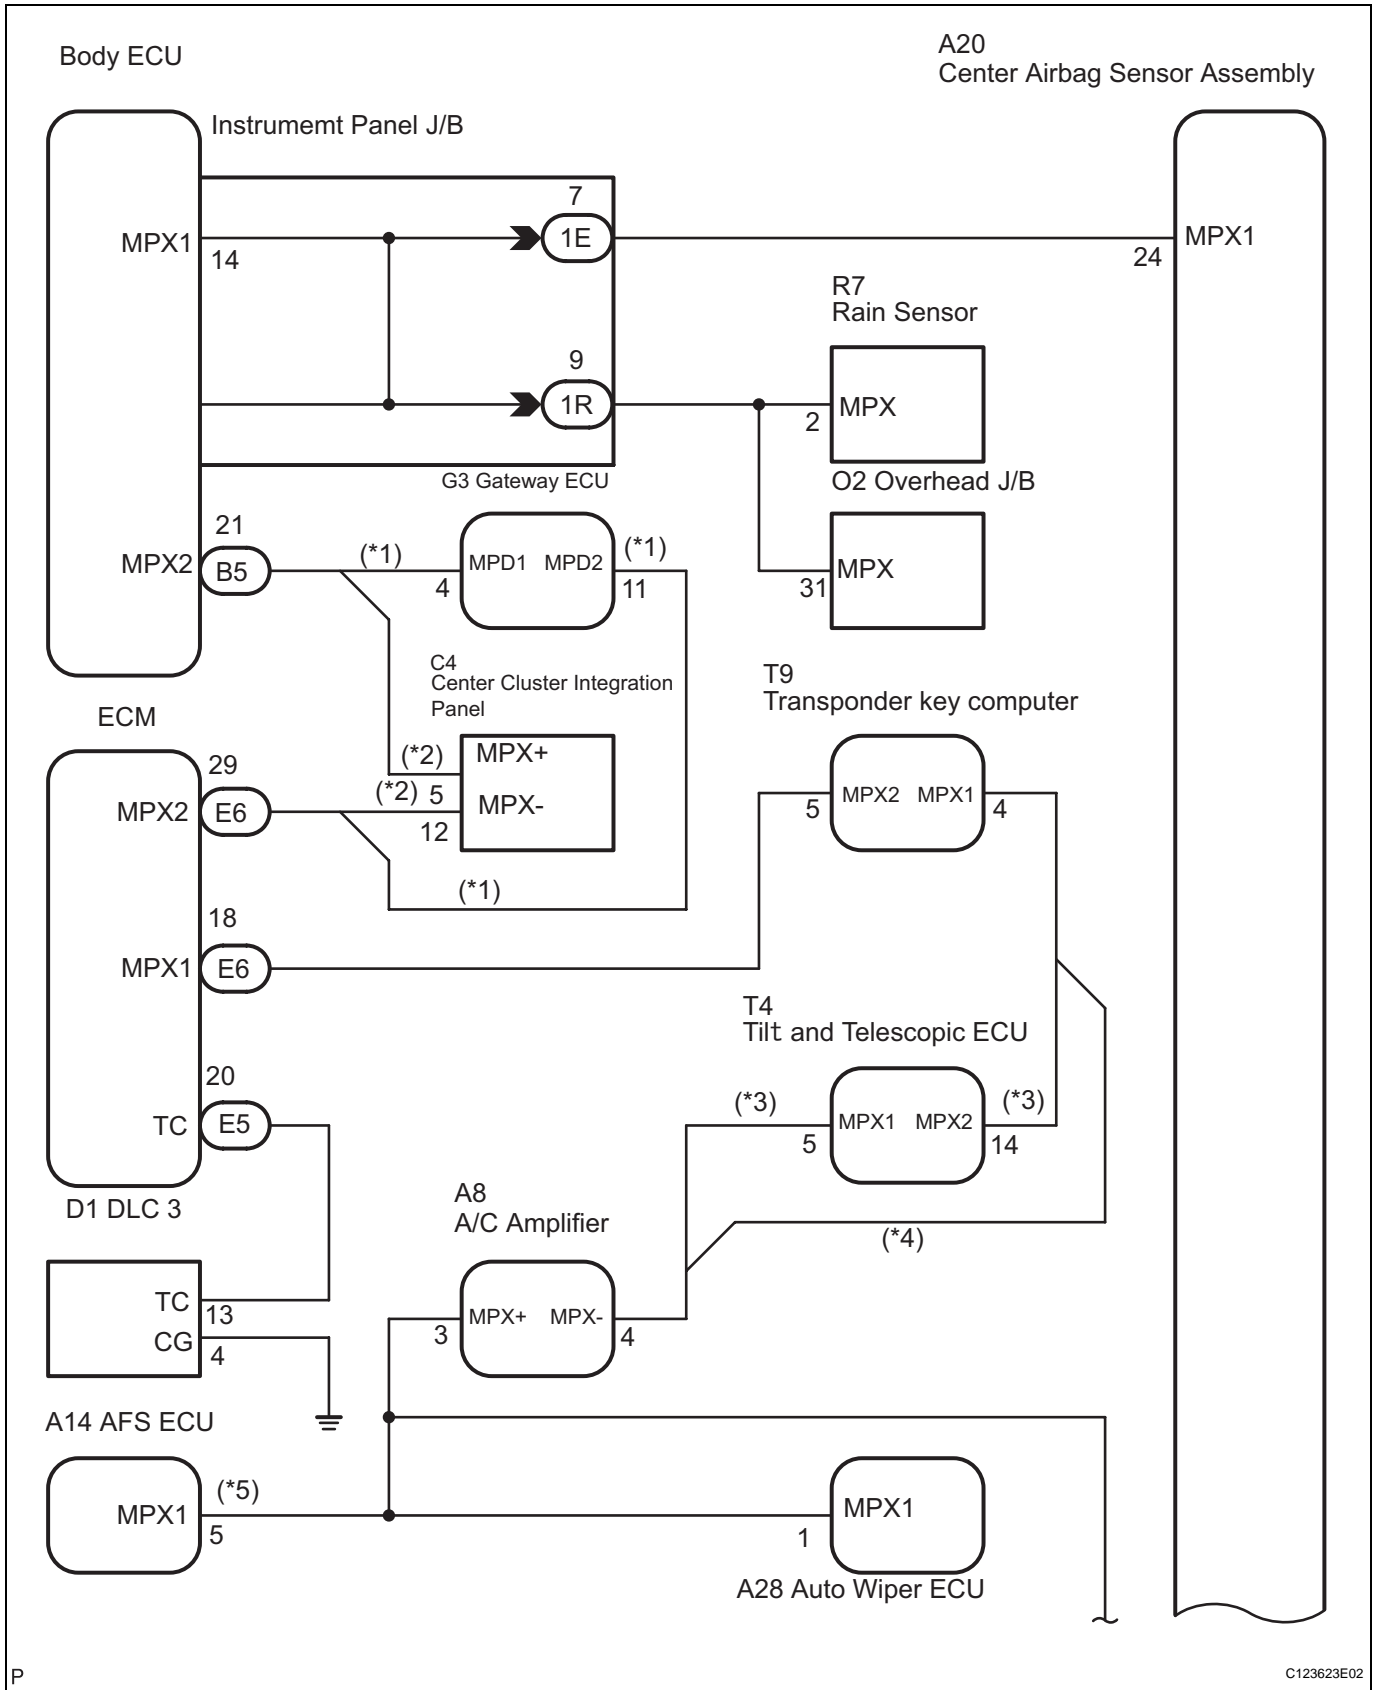 Body ECU
A20
Center Airbag Sensor Assembly
Instrumemt Panel J/B
7
MPX1
14
1E
24
MPX1
R7
Rain Sensor
9
1R
2
MPX
G3 Gateway ECU
O2 Overhead J/B
21
MPX2
B5
(*1)
4
MPD1
MPD2
(*1)
11
31
MPX
C4
Center Cluster Integration
Panel
T9
Transponder key computer
ECM
29
MPX2
E6
(*2)
(*2)
5
12
MPX+
MPX-
5
MPX2
MPX1
4
(*1)
18
MPX1
E6
T4
Tilt and Telescopic ECU
20
TC
E5
(*3)
5
MPX1
MPX2
(*3)
14
D1 DLC 3
A8
A/C Amplifier
(*4)
TC
13
CG
4
3
MPX+
MPX-
4
A14 AFS ECU
MPX1
(*5)
5
1
MPX1
A28 Auto Wiper ECU
P
C123623E02